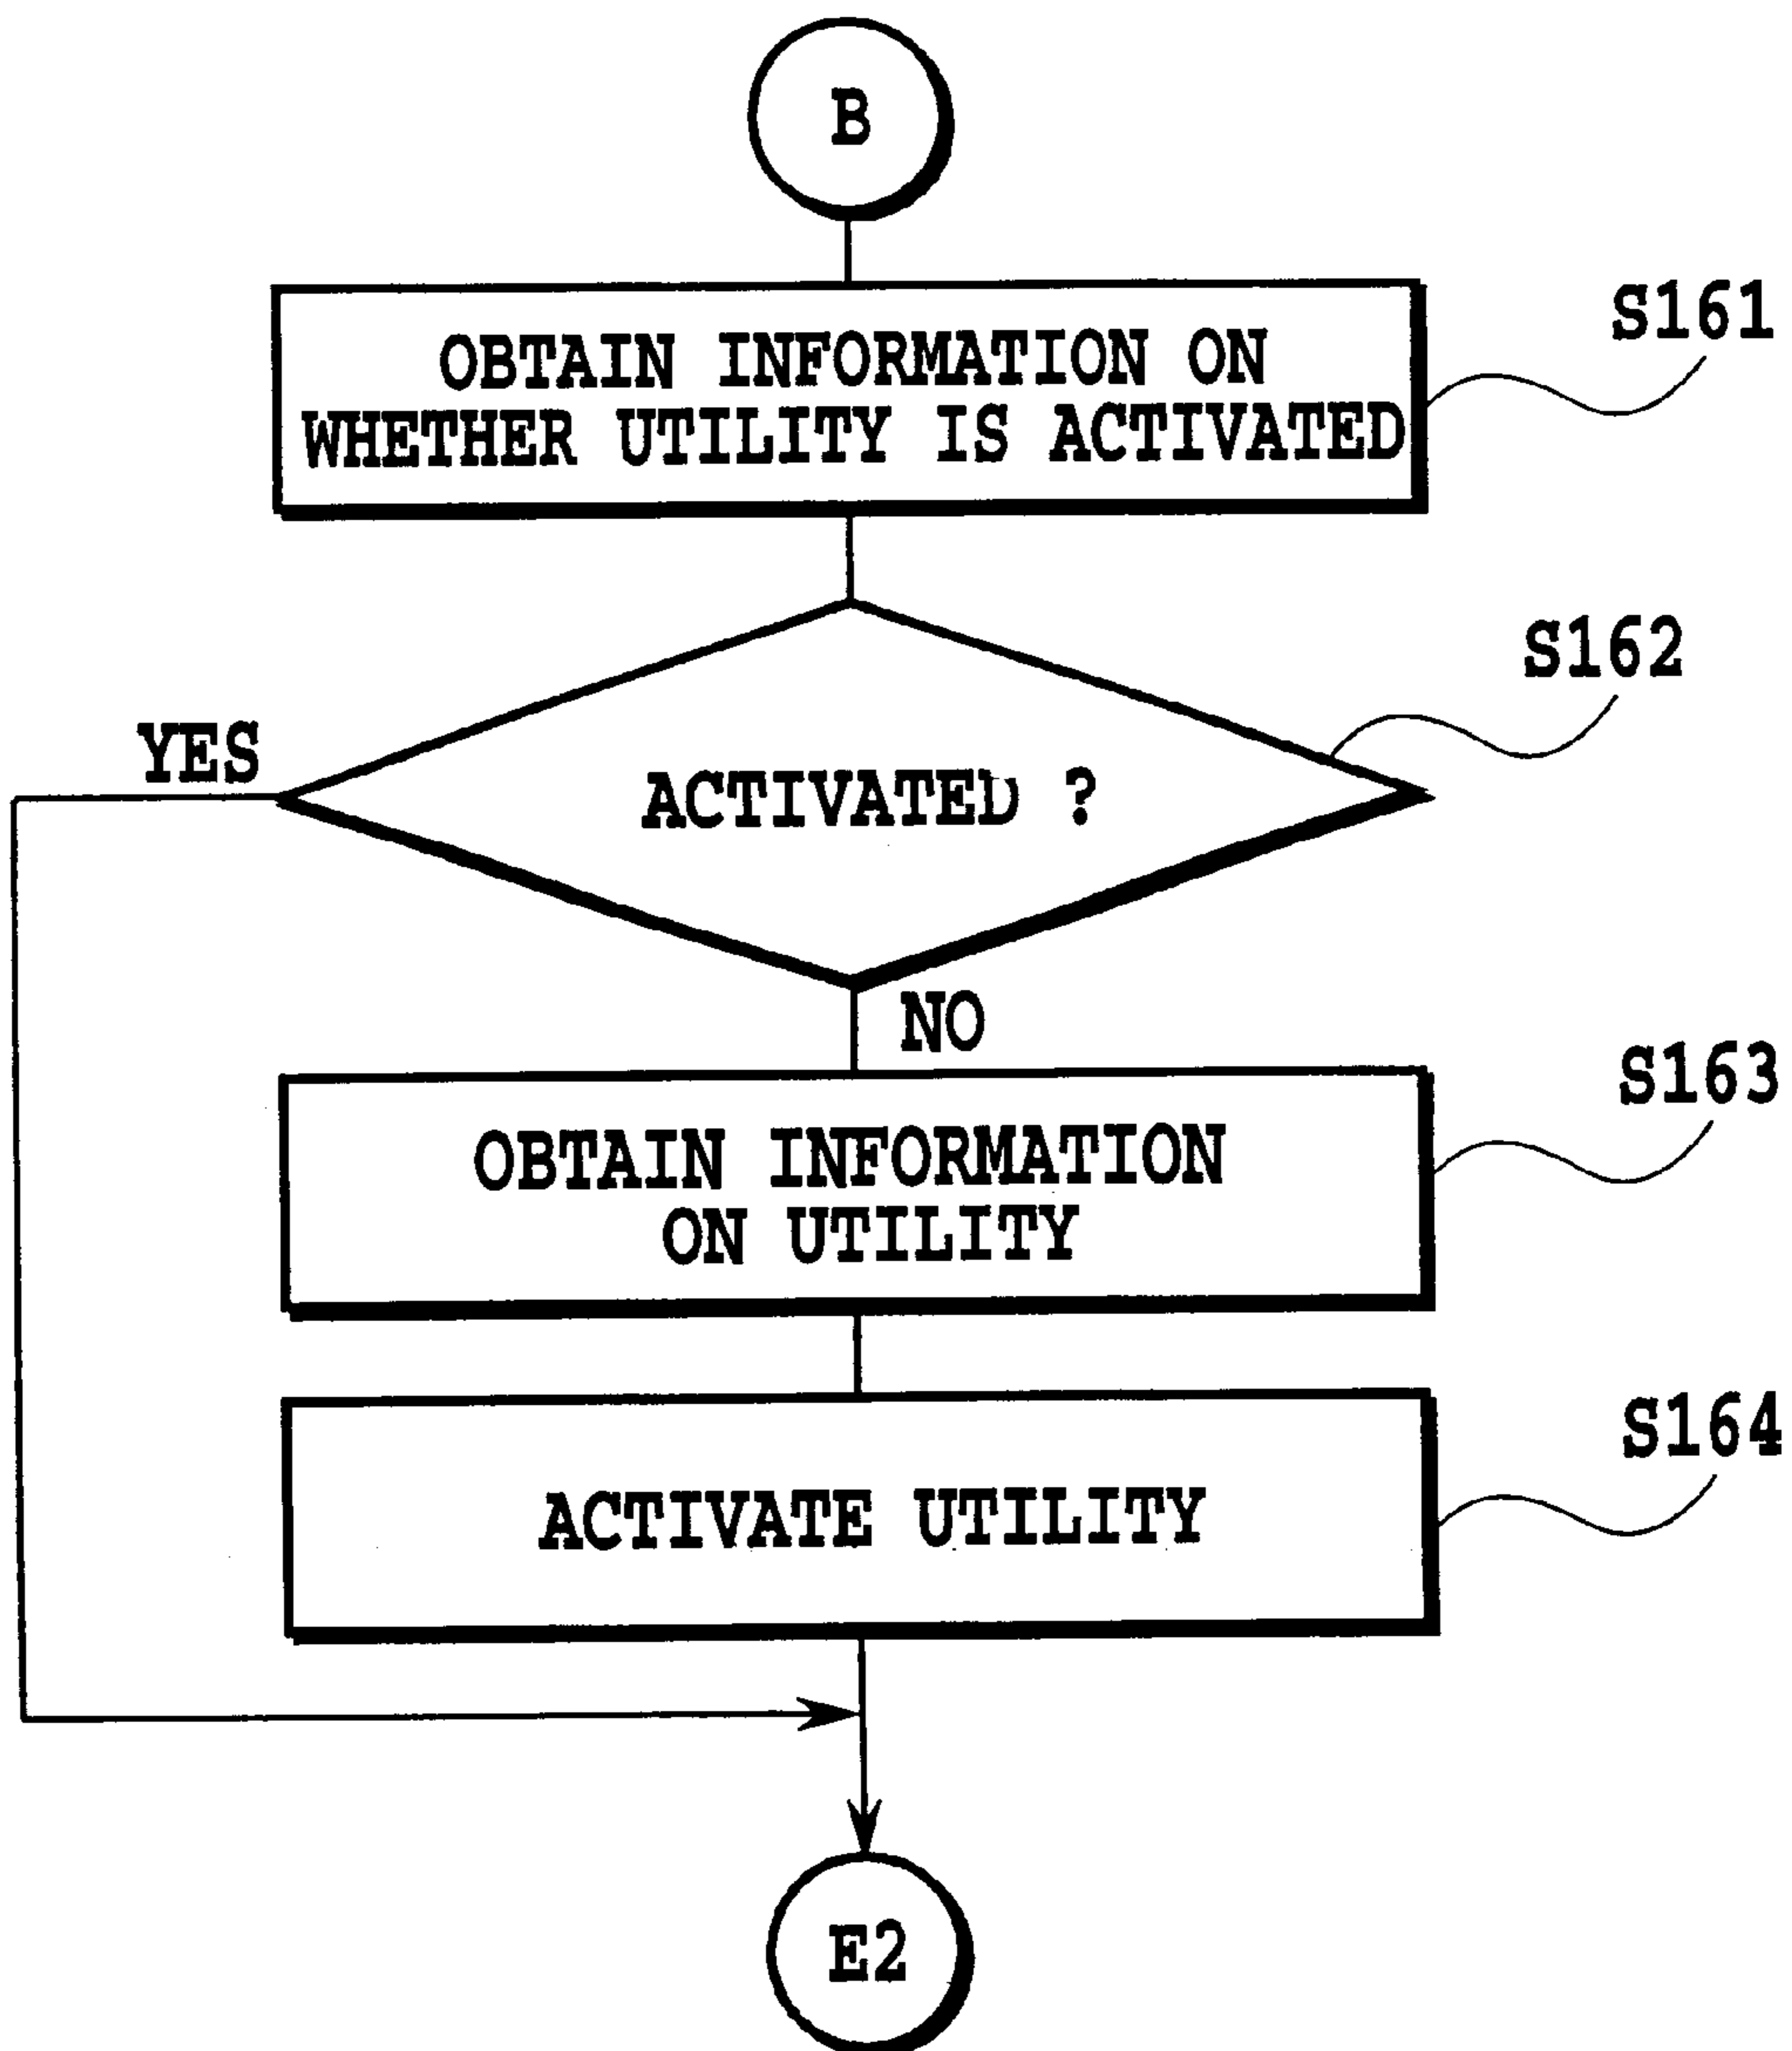 B
OBTAIN INFORMATION ON
WHETHER UTILITY IS ACTIVATED
S161
ACTIVATED ?
S162
YES
NO
OBTAIN INFORMATION
ON UTILITY
S163
ACTIVATE UTILITY
S164
E2